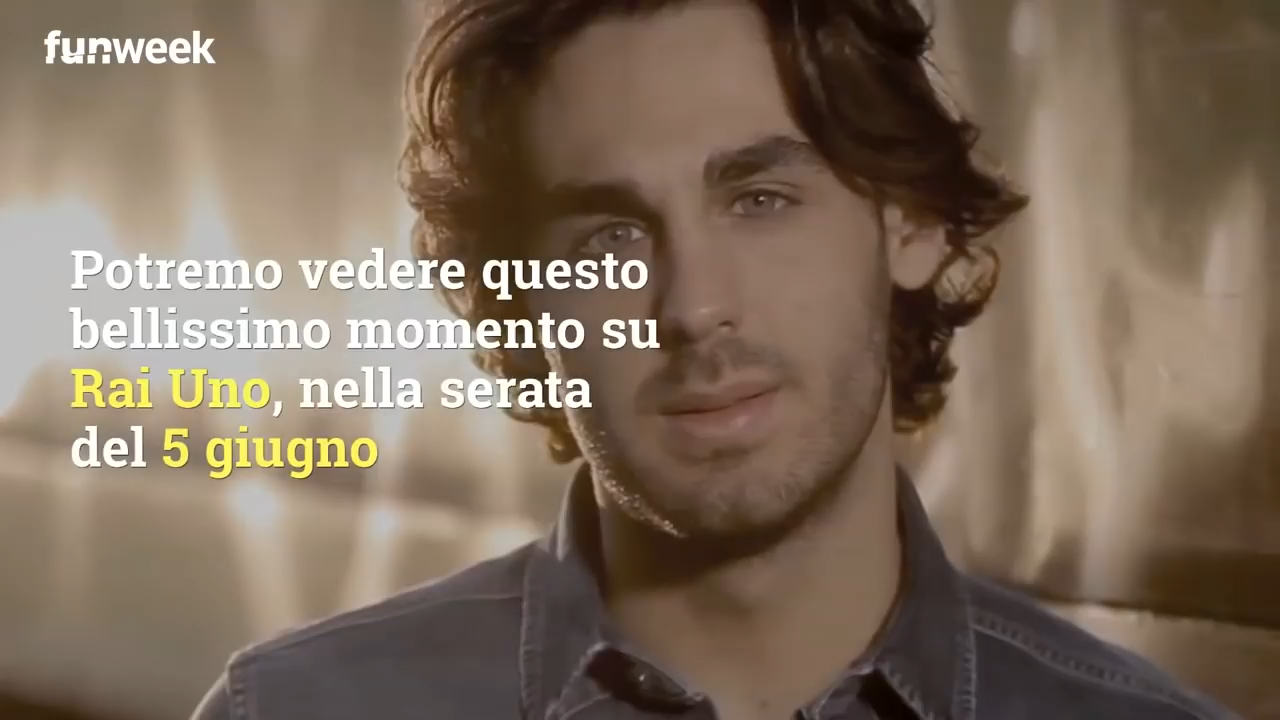 funweek
Potremo vedere questo
bellissimo momento su
Rai Uno, nella serata
del 5 giugno